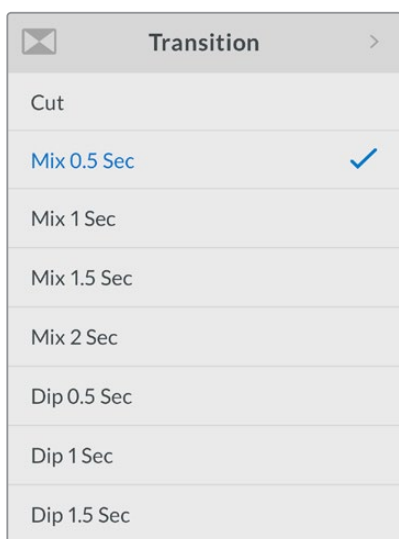 Transition
Cut
Mix 0.5 Sec
Mix 1 Sec
Mix 1.5 Sec
Mix 2 Sec
Dip 0.5 Sec
Dip 1 Sec
Dip 1.5 Sec